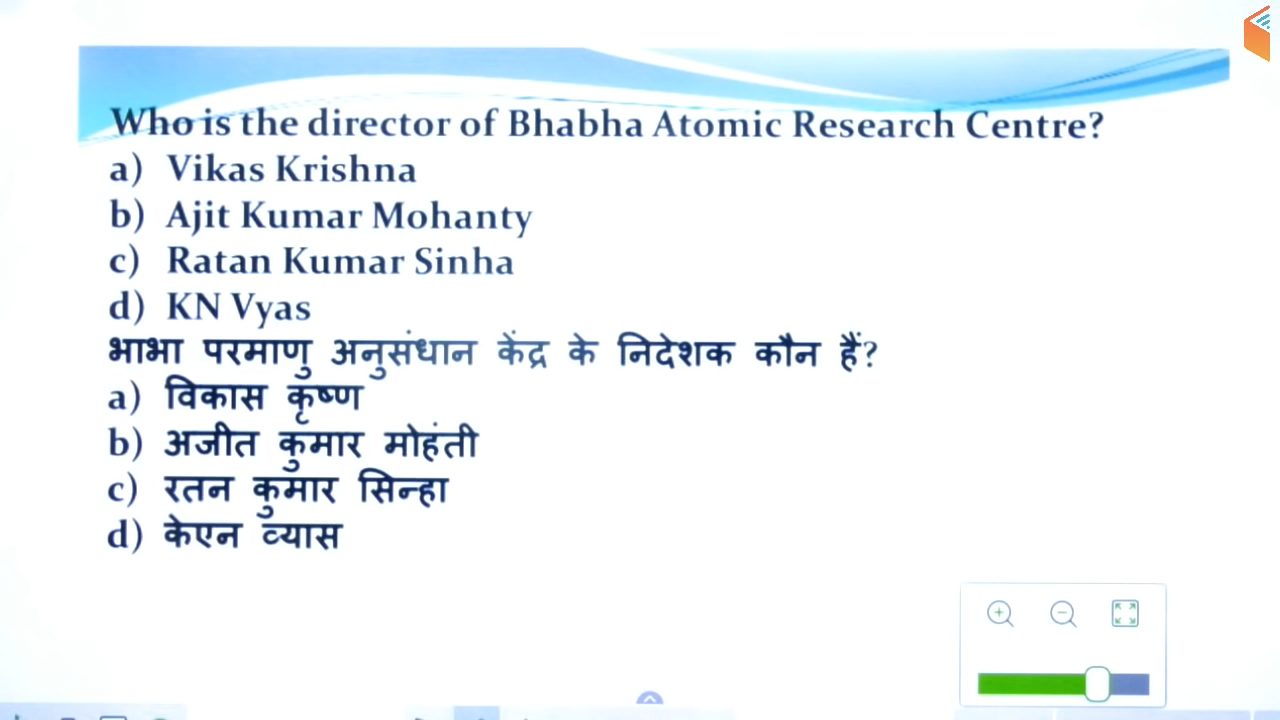 Who is the director of Bhabha Atomic Research Centre?
a) Vikas Krishna
b) Ajit Kumar Mohanty
c) Ratan Kumar Sinha
d) KN Vyas
भाभा परमाणु अनुसंधान केंद्र के निदेशक कौन हैं?
a) विकास कृष्ण
b) अजीत कुमार मोहंती
c) रतन कुमार सिन्हा
d) केएन व्यास